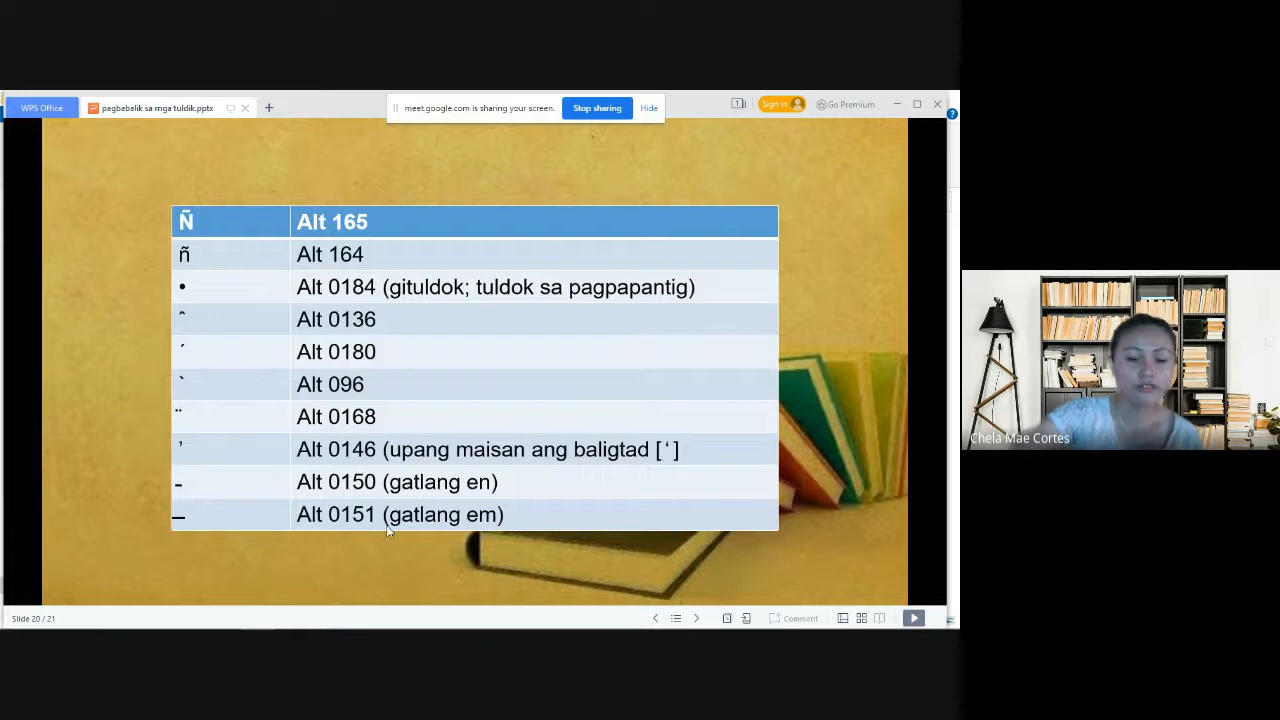 WPS Office
pagbabalik sa mga tuldik.pptx
meet.google.com is sharing your screen.
Stop sharing
Hide
1
Sign in
Go Premium
?
Ñ Alt 165
ñ Alt 164
• Alt 0184 (gituldok; tuldok sa pagpapantig)
ˆ Alt 0136
´ Alt 0180
` Alt 096
¨ Alt 0168
’ Alt 0146 (upang maisan ang baligtad [ ‘ ]
- Alt 0150 (gatlang en)
– Alt 0151 (gatlang em)
Chela Mae Cortes
Slide 20 / 21
Comment